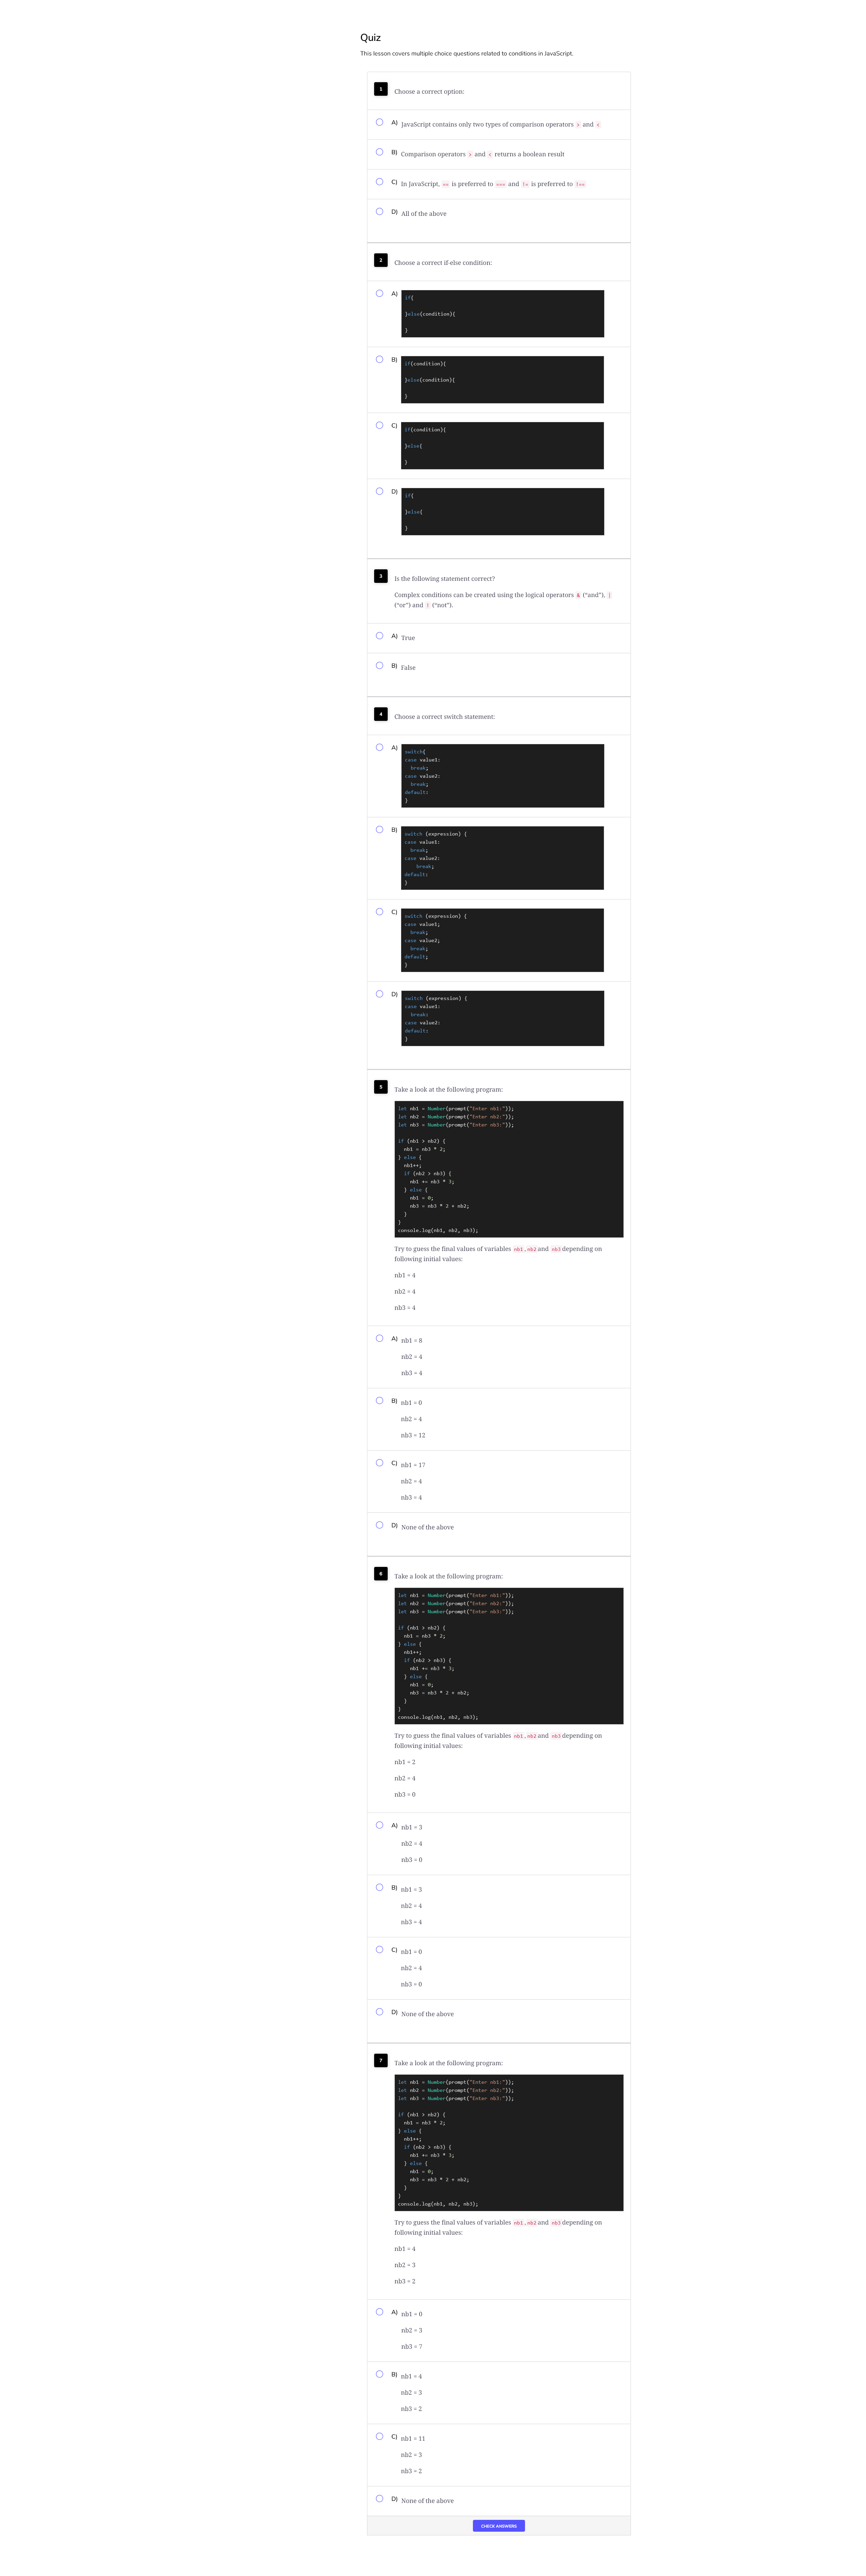 Quiz
This lesson covers multiple choice questions related to conditions in JavaScript.
1
Choose a correct option:
A) JavaScript contains only two types of comparison operators > and <
B) Comparison operators > and < returns a boolean result
C) In JavaScript, == is preferred to === and != is preferred to !==
D) All of the above
2
Choose a correct if-else condition:
A)
if{
}else(condition){
}
B)
if(condition){
}else(condition){
}
C)
if(condition){
}else{
}
D)
if{
}else{
}
3
Is the following statement correct?
Complex conditions can be created using the logical operators & (“and”), |
(“or”) and ! (“not”).
A) True
B) False
4
Choose a correct switch statement:
A)
switch{
case value1:
  break;
case value2:
  break;
default:
}
B)
switch (expression) {
case value1:
  break;
case value2:
    break;
default:
}
C)
switch (expression) {
case value1;
  break;
case value2;
  break;
default;
}
D)
switch (expression) {
case value1:
  break:
case value2:
default:
}
5
Take a look at the following program:
let nb1 = Number(prompt("Enter nb1:"));
let nb2 = Number(prompt("Enter nb2:"));
let nb3 = Number(prompt("Enter nb3:"));
if (nb1 > nb2) {
  nb1 = nb3 * 2;
} else {
  nb1++;
  if (nb2 > nb3) {
    nb1 += nb3 * 3;
  } else {
    nb1 = 0;
    nb3 = nb3 * 2 + nb2;
  }
}
console.log(nb1, nb2, nb3);
Try to guess the final values of variables nb1,nb2 and nb3 depending on
following initial values:
nb1 = 4
nb2 = 4
nb3 = 4
A) nb1 = 8
nb2 = 4
nb3 = 4
B) nb1 = 0
nb2 = 4
nb3 = 12
C) nb1 = 17
nb2 = 4
nb3 = 4
D) None of the above
6
Take a look at the following program:
let nb1 = Number(prompt("Enter nb1:"));
let nb2 = Number(prompt("Enter nb2:"));
let nb3 = Number(prompt("Enter nb3:"));
if (nb1 > nb2) {
  nb1 = nb3 * 2;
} else {
  nb1++;
  if (nb2 > nb3) {
    nb1 += nb3 * 3;
  } else {
    nb1 = 0;
    nb3 = nb3 * 2 + nb2;
  }
}
console.log(nb1, nb2, nb3);
Try to guess the final values of variables nb1,nb2 and nb3 depending on
following initial values:
nb1 = 2
nb2 = 4
nb3 = 0
A) nb1 = 3
nb2 = 4
nb3 = 0
B) nb1 = 3
nb2 = 4
nb3 = 4
C) nb1 = 0
nb2 = 4
nb3 = 0
D) None of the above
7
Take a look at the following program:
let nb1 = Number(prompt("Enter nb1:"));
let nb2 = Number(prompt("Enter nb2:"));
let nb3 = Number(prompt("Enter nb3:"));
if (nb1 > nb2) {
  nb1 = nb3 * 2;
} else {
  nb1++;
  if (nb2 > nb3) {
    nb1 += nb3 * 3;
  } else {
    nb1 = 0;
    nb3 = nb3 * 2 + nb2;
  }
}
console.log(nb1, nb2, nb3);
Try to guess the final values of variables nb1,nb2 and nb3 depending on
following initial values:
nb1 = 4
nb2 = 3
nb3 = 2
A) nb1 = 0
nb2 = 3
nb3 = 7
B) nb1 = 4
nb2 = 3
nb3 = 2
C) nb1 = 11
nb2 = 3
nb3 = 2
D) None of the above
CHECK ANSWERS